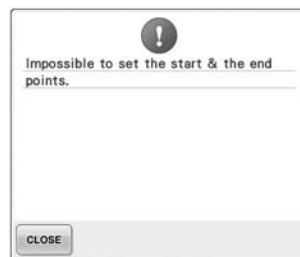 Impossible to set the start & the end
points.
CLOSE